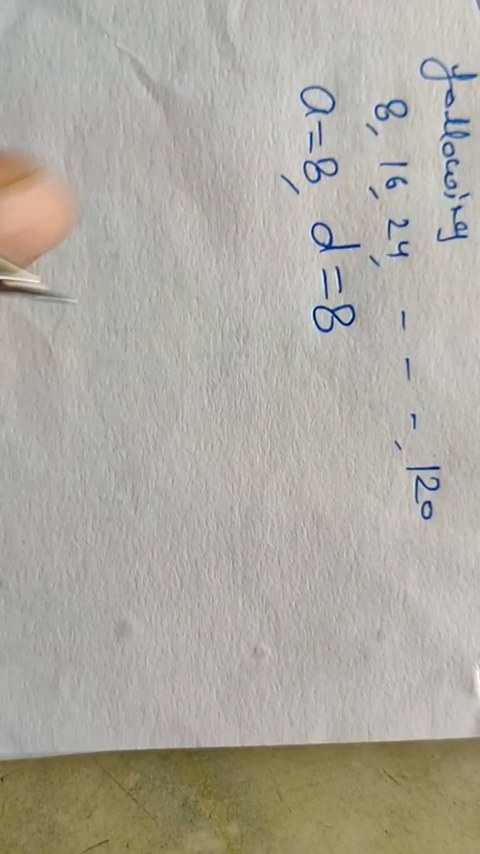 following
8, 16, 24, - - -, 120
a=8, d=8